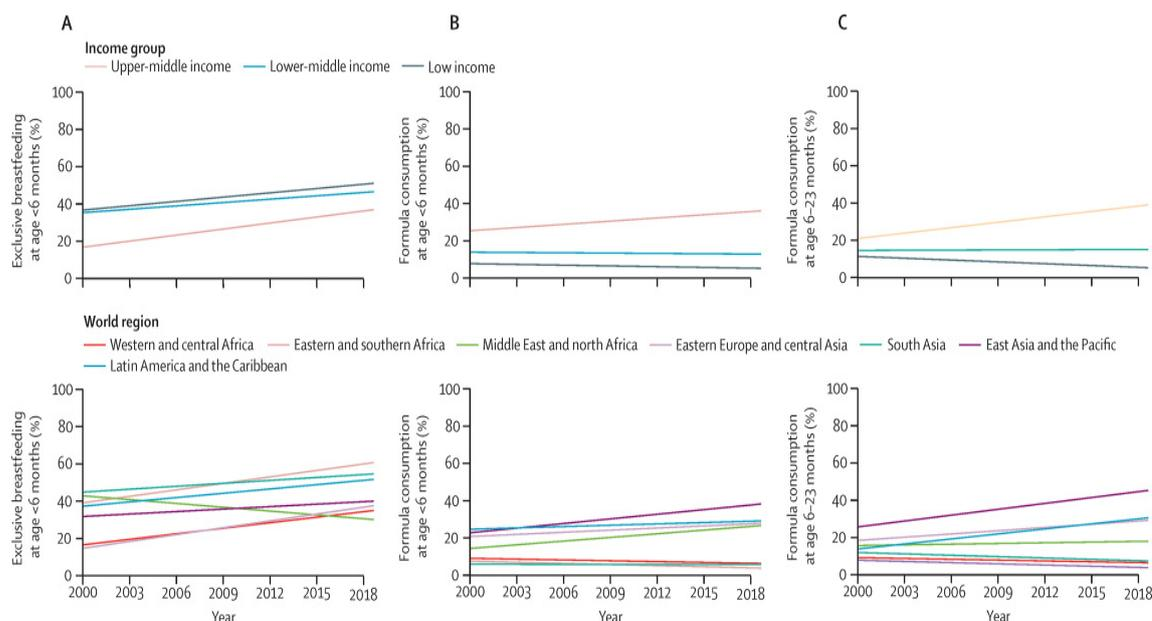 A
B
C
Income group
Upper-middle income
Lower-middle income
Low income
Exclusive breastfeeding
at age <6 months (%)
100
80
60
40
20
0
Formula consumption
at age <6 months (%)
100
80
60
40
20
0
Formula consumption
at age 6–23 months (%)
100
80
60
40
20
0
World region
Western and central Africa
Eastern and southern Africa
Middle East and north Africa
Eastern Europe and central Asia
South Asia
East Asia and the Pacific
Latin America and the Caribbean
Exclusive breastfeeding
at age <6 months (%)
100
80
60
40
20
0
2000 2003 2006 2009 2012 2015 2018
Year
Formula consumption
at age <6 months (%)
100
80
60
40
20
0
2000 2003 2006 2009 2012 2015 2018
Year
Formula consumption
at age 6–23 months (%)
100
80
60
40
20
0
2000 2003 2006 2009 2012 2015 2018
Year